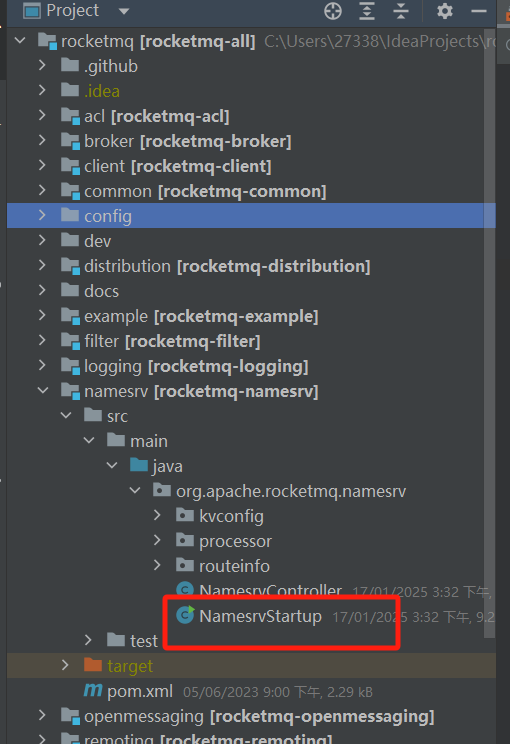 Project
rocketmq [rocketmq-all] C:\Users\27338\IdeaProjects\ro
.github
.idea
acl [rocketmq-acl]
broker [rocketmq-broker]
client [rocketmq-client]
common [rocketmq-common]
config
dev
distribution [rocketmq-distribution]
docs
example [rocketmq-example]
filter [rocketmq-filter]
logging [rocketmq-logging]
namesrv [rocketmq-namesrv]
src
main
java
org.apache.rocketmq.namesrv
kvconfig
processor
routeinfo
NamesrvController 17/01/2025 3:32 下午,
NamesrvStartup 17/01/2025 3:32 下午, 9.2
test
target
pom.xml 05/06/2023 9:00 下午, 2.29 kB
openmessaging [rocketmq-openmessaging]
remoting [rocketmq-remoting]